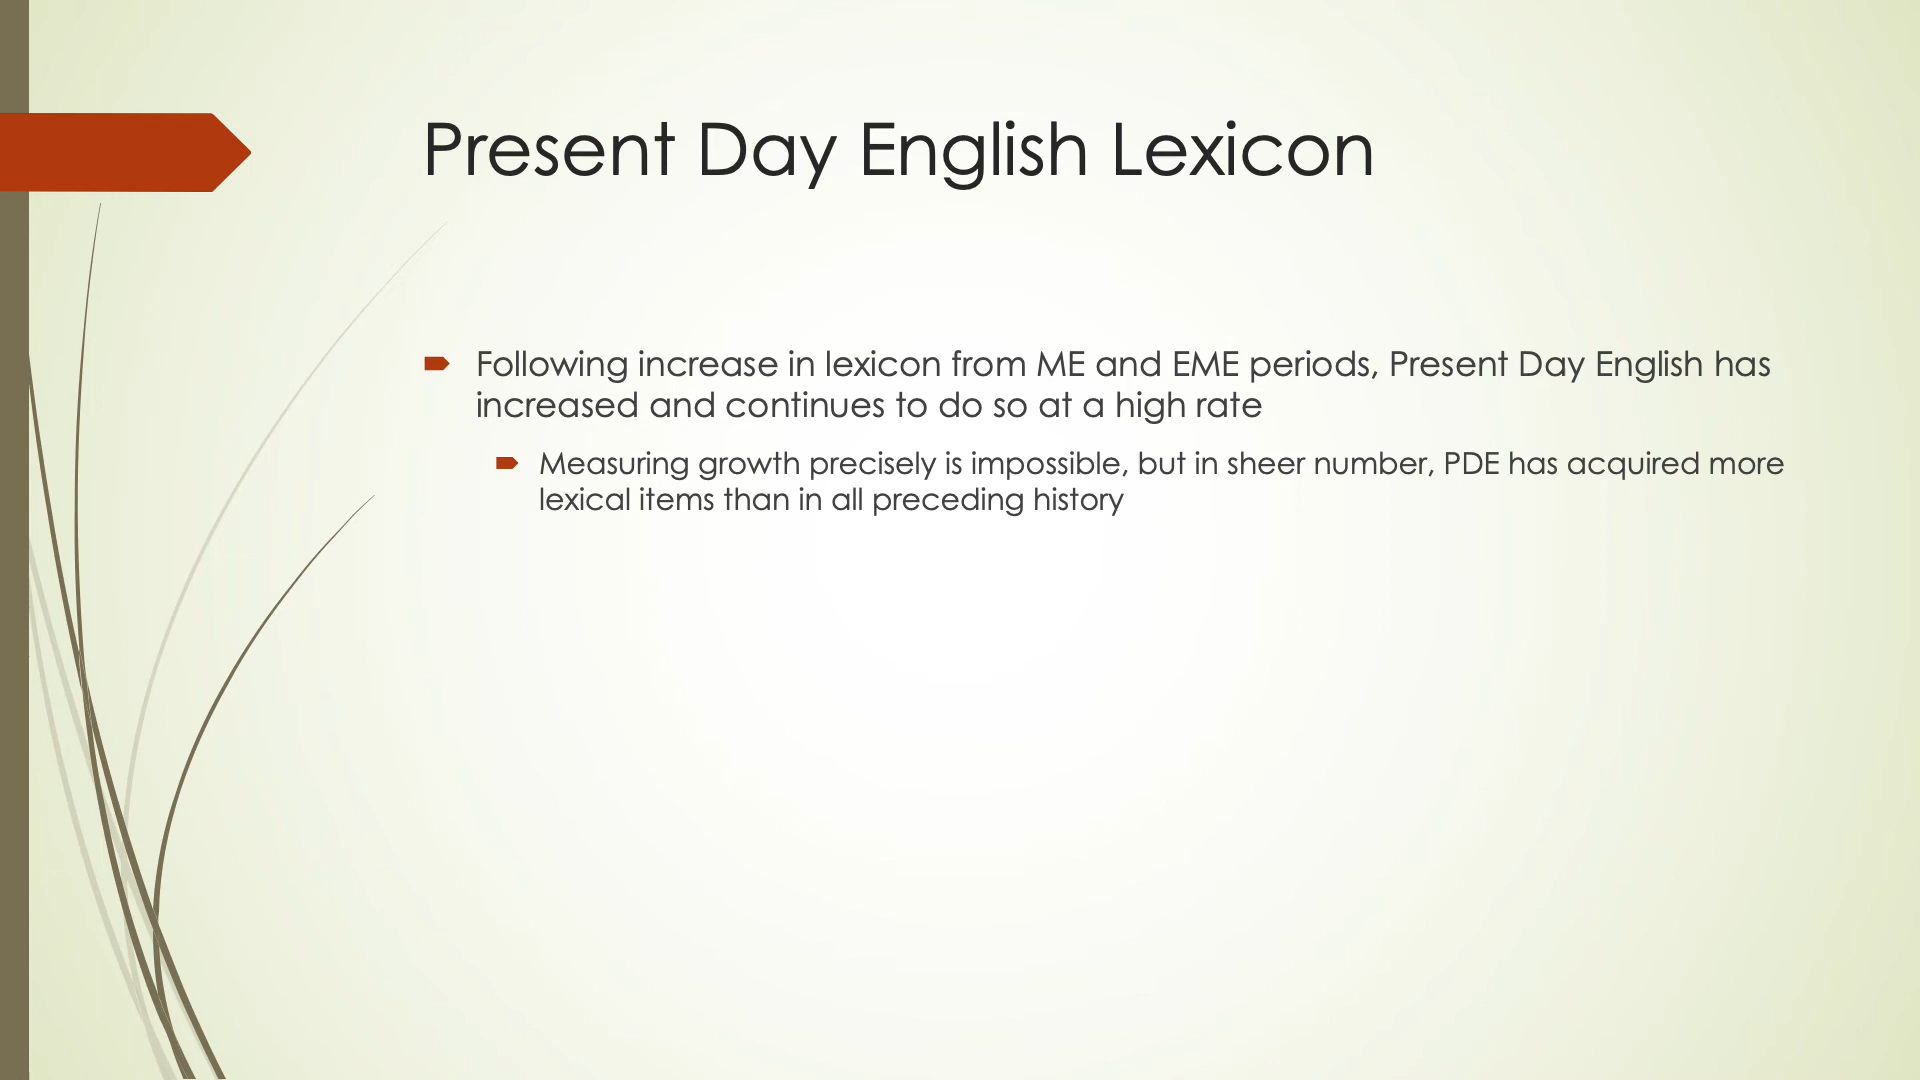 Present Day English Lexicon
Following increase in lexicon from ME and EME periods, Present Day English has
increased and continues to do so at a high rate
Measuring growth precisely is impossible, but in sheer number, PDE has acquired more
lexical items than in all preceding history